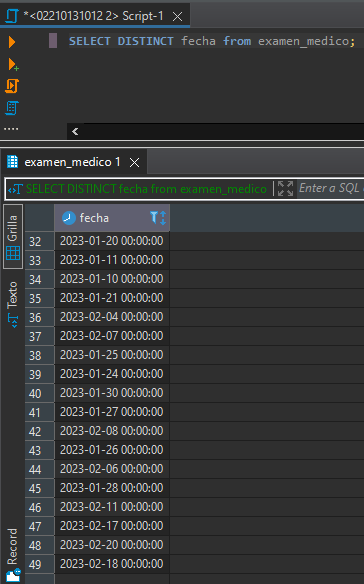 *<02210131012 2> Script-1
SELECT DISTINCT fecha from examen_medico;
examen_medico 1
SELECT DISTINCT fecha from examen_medico
Enter a SQL
Grilla
Texto
Record
fecha
32 2023-01-20 00:00:00
33 2023-01-11 00:00:00
34 2023-01-10 00:00:00
35 2023-01-21 00:00:00
36 2023-02-04 00:00:00
37 2023-02-07 00:00:00
38 2023-01-25 00:00:00
39 2023-01-24 00:00:00
40 2023-01-30 00:00:00
41 2023-01-27 00:00:00
42 2023-02-08 00:00:00
43 2023-01-26 00:00:00
44 2023-02-06 00:00:00
45 2023-01-28 00:00:00
46 2023-02-11 00:00:00
47 2023-02-17 00:00:00
48 2023-02-20 00:00:00
49 2023-02-18 00:00:00